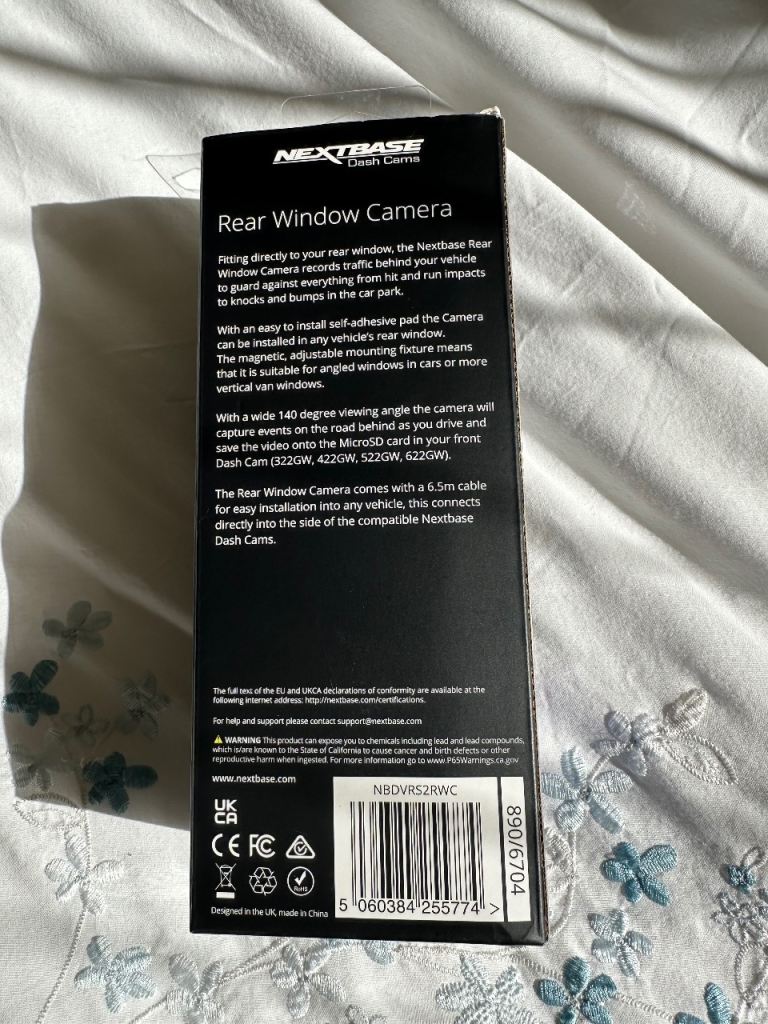 NEXTBASE
Dash Cams
Rear Window Camera
Fitting directly to your rear window, the Nextbase Rear
Window Camera records traffic behind your vehicle
to guard against everything from hit and run impacts
to knocks and bumps in the car park.
With an easy to install self-adhesive pad the Camera
can be installed in any vehicle's rear window.
The magnetic, adjustable mounting fixture means
that it is suitable for angled windows in cars or more
vertical van windows.
With a wide 140 degree viewing angle the camera will
capture events on the road behind as you drive and
save the video onto the MicroSD card in your front
Dash Cam (322GW, 422GW, 522GW, 622GW).
The Rear Window Camera comes with a 6.5m cable
for easy installation into any vehicle, this connects
directly into the side of the compatible Nextbase
Dash Cams.
The full text of the EU and UKCA declarations of conformity are available at the
following internet address: http://nextbase.com/certifications.
For help and support please contact support@nextbase.com
WARNING This product can expose you to chemicals including lead and lead compounds,
which is/are known to the State of California to cause cancer and birth defects or other
reproductive harm when ingested. For more information go to www.P65Warnings.ca.gov
www.nextbase.com
UK
CA
CE FC
RoHS
Designed in the UK, made in China
NBDVRS2RWC
5 060384 255774 >
890/6704